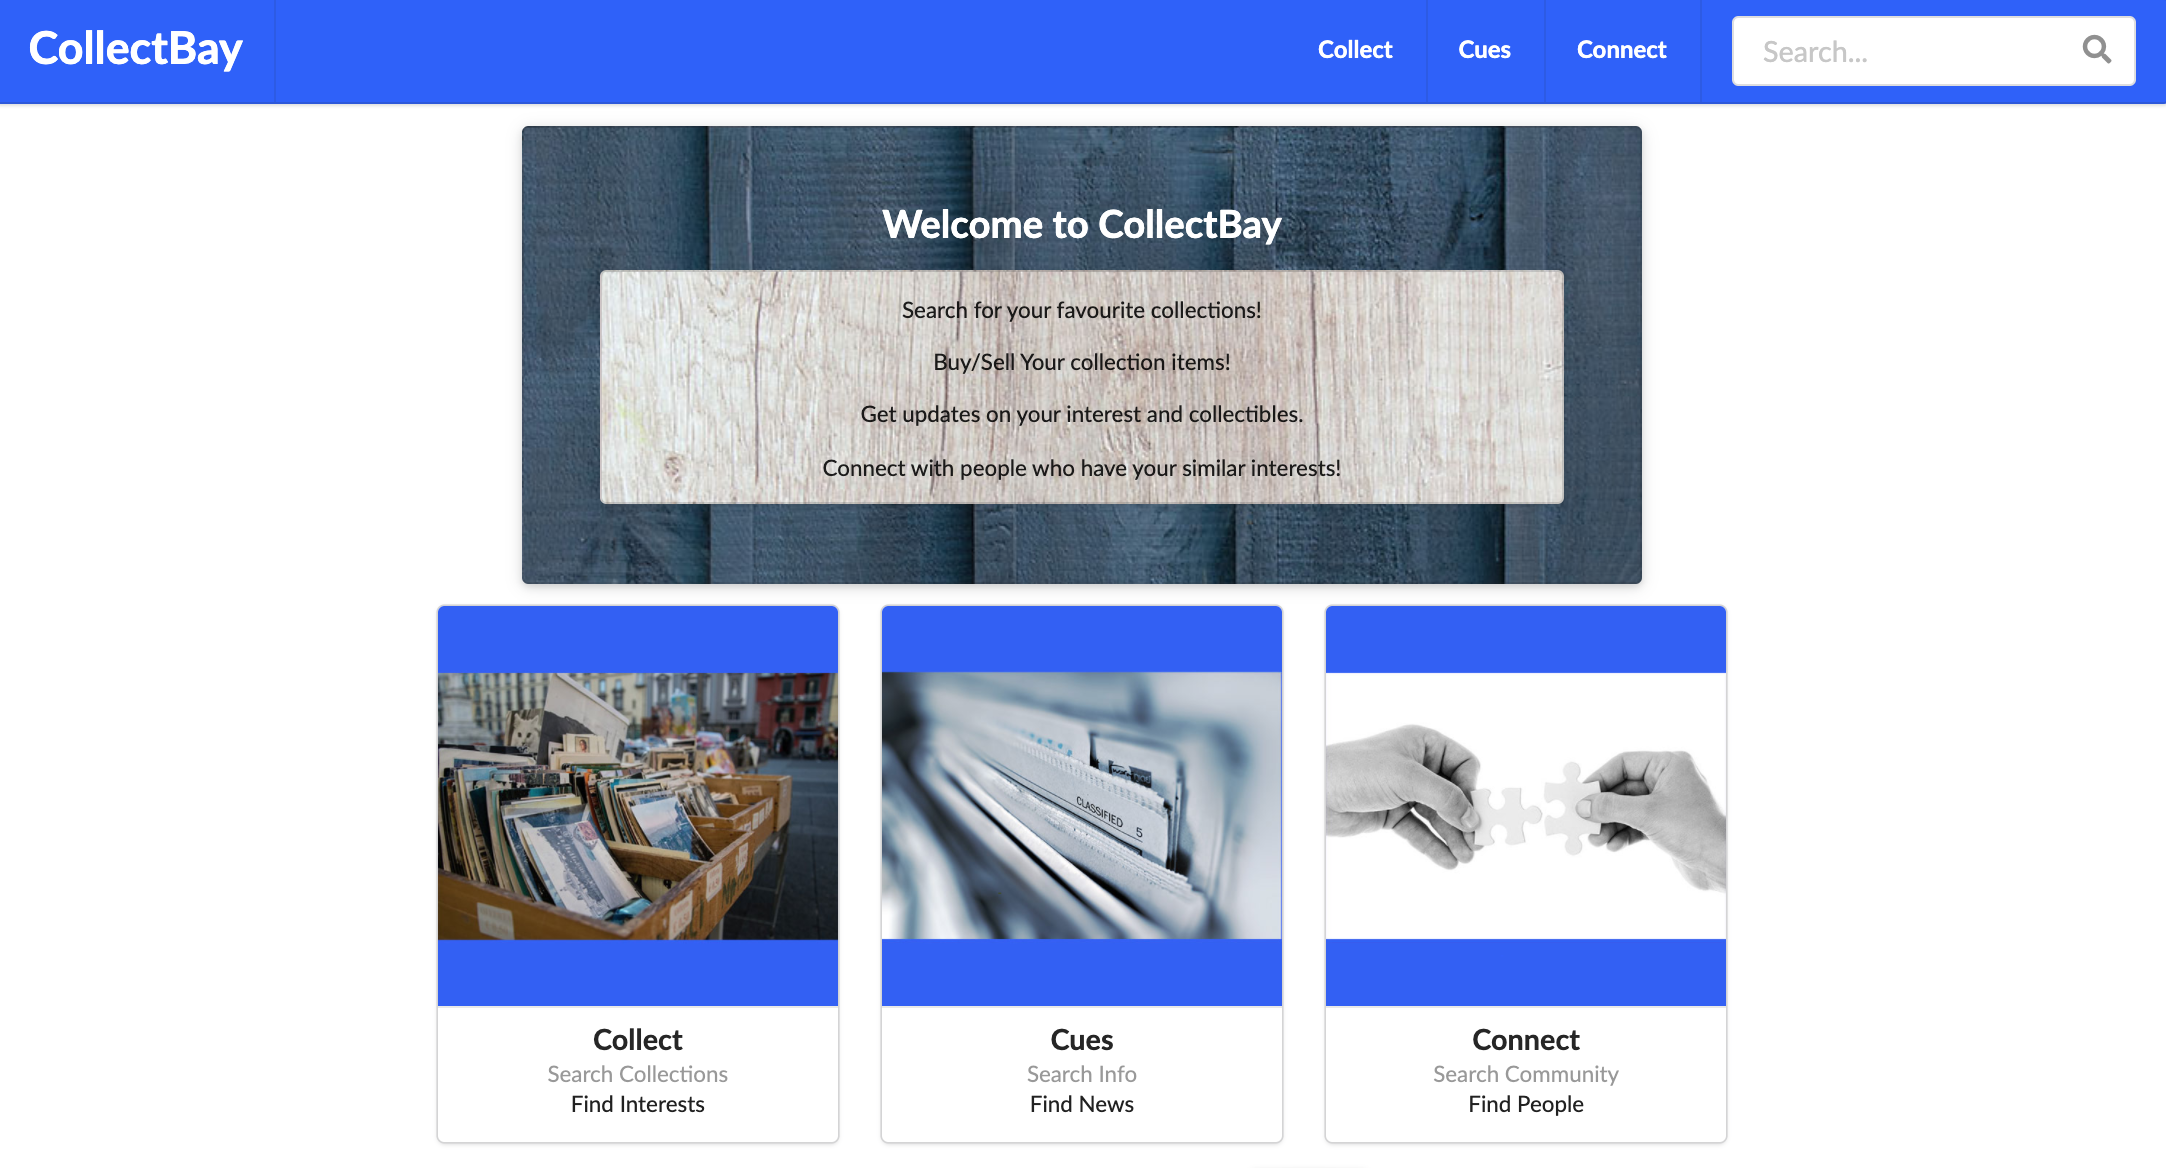 CollectBay
Collect
Cues
Connect
Search...
Welcome to CollectBay
Search for your favourite collections!
Buy/Sell Your collection items!
Get updates on your interest and collectibles.
Connect with people who have your similar interests!
CLASSIFIED 5
Collect
Search Collections
Find Interests
Cues
Search Info
Find News
Connect
Search Community
Find People